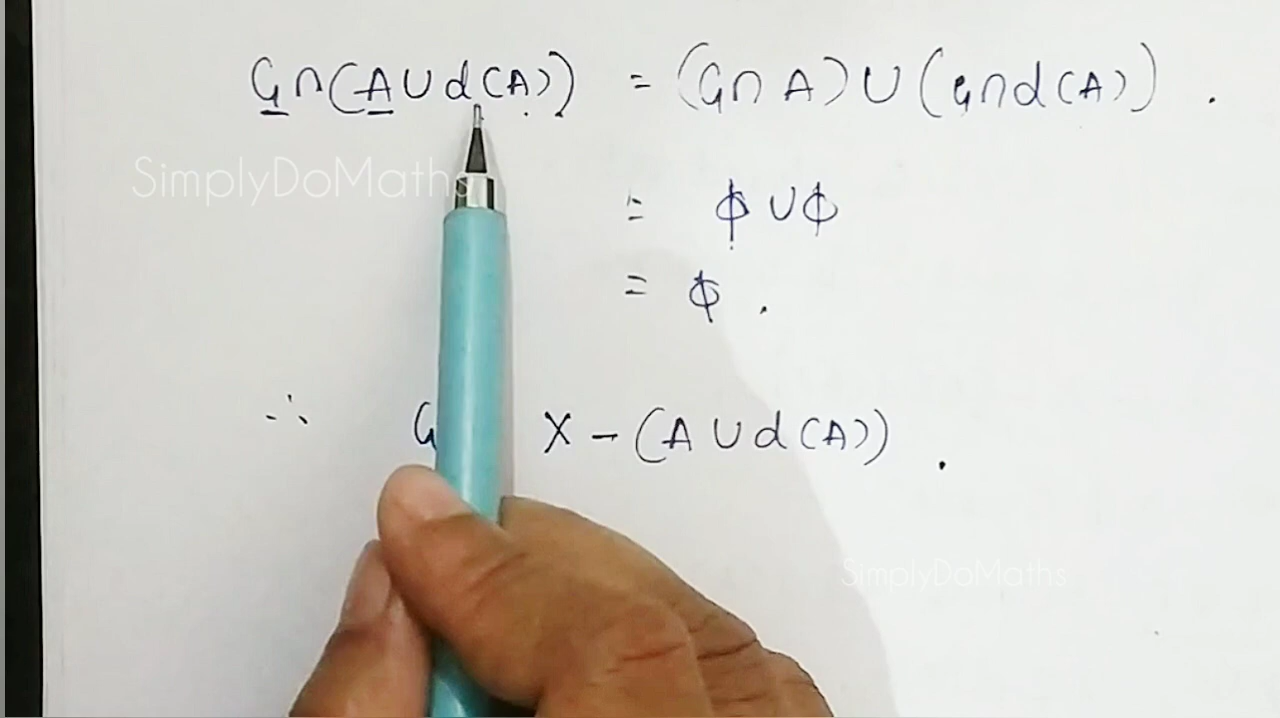 G∩(A∪d(A)) = (G∩A)∪(G∩d(A)) .
SimplyDoMaths
= ϕ∪ϕ
= ϕ .
∴ G X – (A∪d(A)) .
SimplyDoMaths